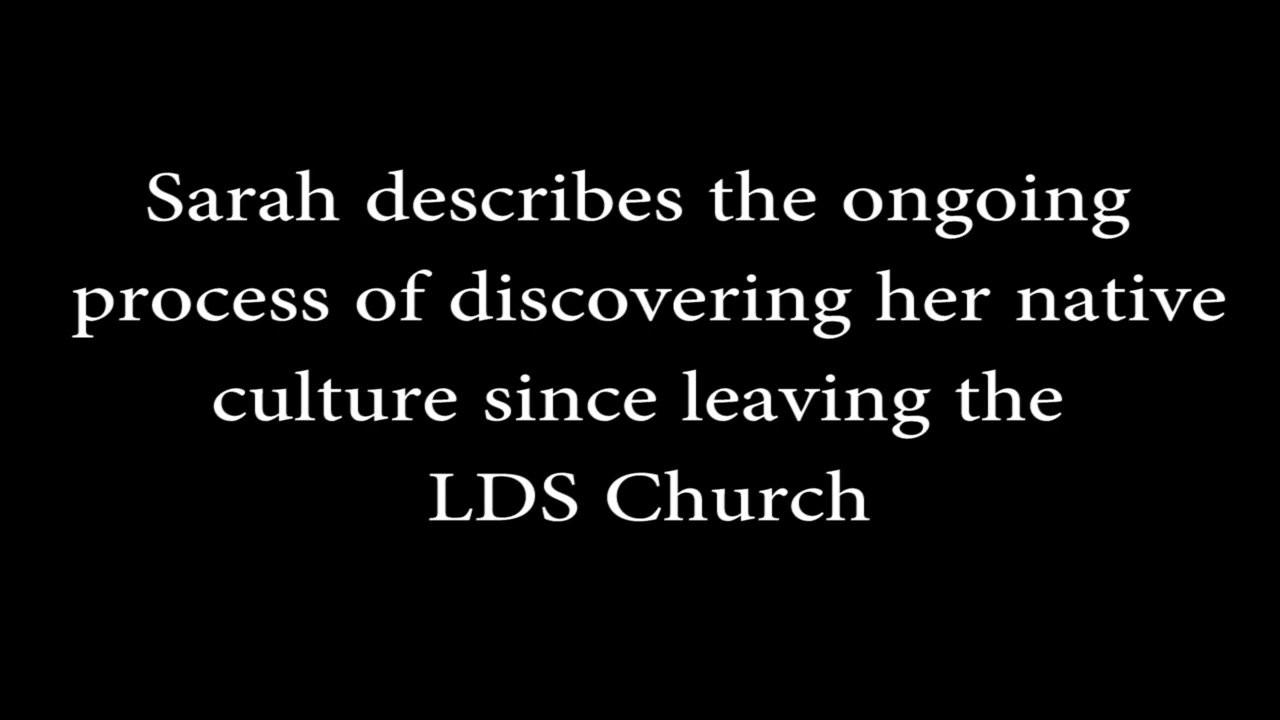 Sarah describes the ongoing
process of discovering her native
culture since leaving the
LDS Church